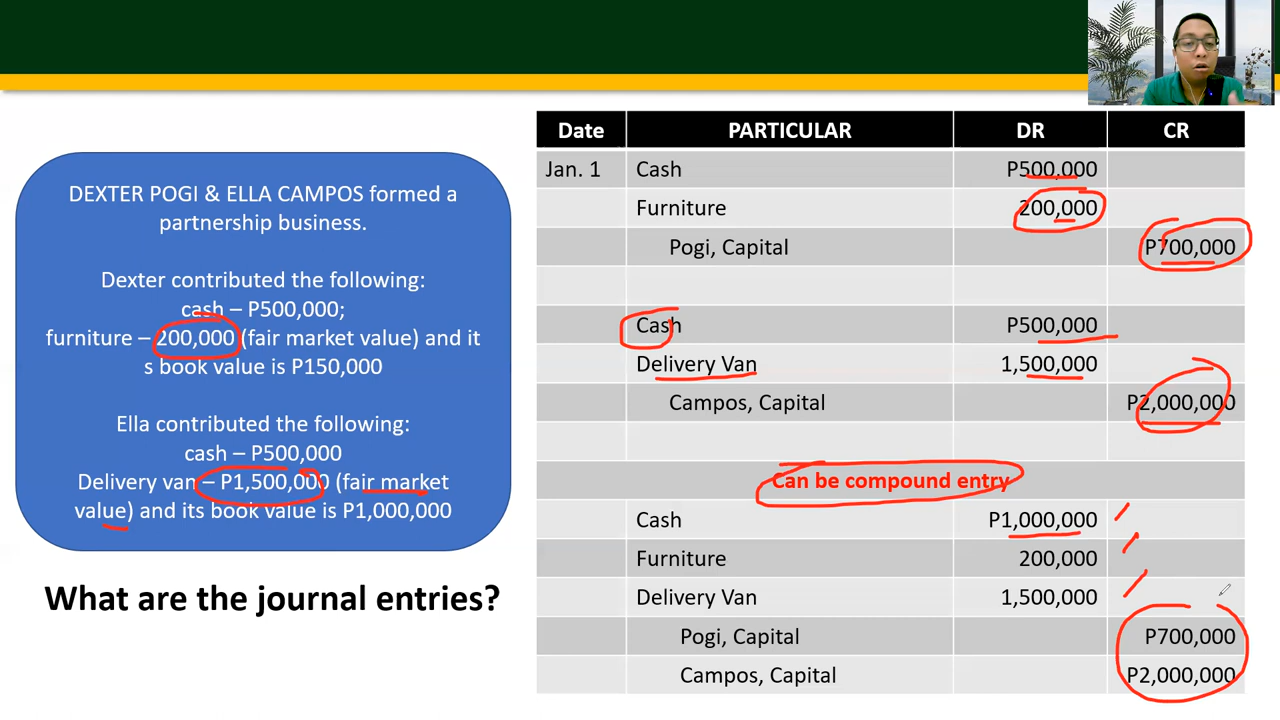 DEXTER POGI & ELLA CAMPOS formed a
partnership business.
Dexter contributed the following:
cash – P500,000;
furniture – 200,000 (fair market value) and it
s book value is P150,000
Ella contributed the following:
cash – P500,000
Delivery van – P1,500,000 (fair market
value) and its book value is P1,000,000
What are the journal entries?
Date PARTICULAR DR CR
Jan. 1 Cash P500,000
Furniture 200,000
Pogi, Capital P700,000
Cash P500,000
Delivery Van 1,500,000
Campos, Capital P2,000,000
Can be compound entry
Cash P1,000,000
Furniture 200,000
Delivery Van 1,500,000
Pogi, Capital P700,000
Campos, Capital P2,000,000